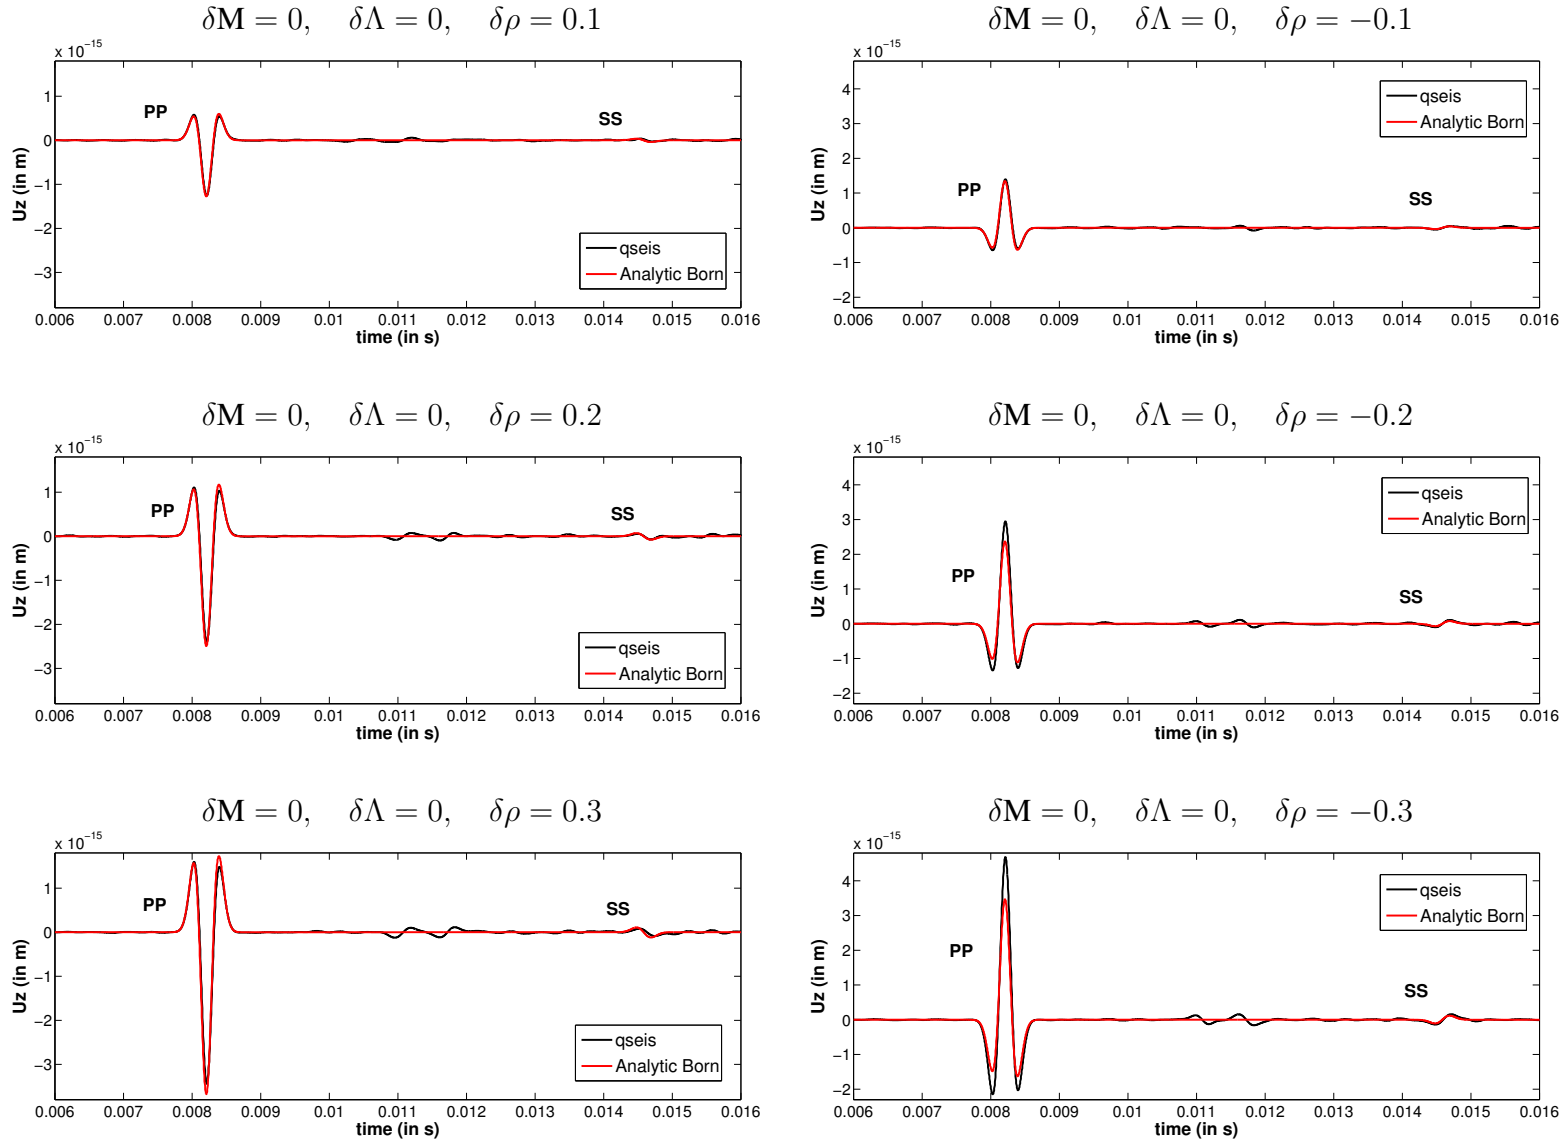 δM = 0, δΛ = 0, δρ = 0.1
x 10⁻¹⁵
1
0
−1
−2
−3
Uz (in m)
PP
SS
qseis
Analytic Born
0.006 0.007 0.008 0.009 0.01 0.011 0.012 0.013 0.014 0.015 0.016
time (in s)
δM = 0, δΛ = 0, δρ = −0.1
x 10⁻¹⁵
4
3
2
1
0
−1
−2
Uz (in m)
PP
SS
qseis
Analytic Born
0.006 0.007 0.008 0.009 0.01 0.011 0.012 0.013 0.014 0.015 0.016
time (in s)
δM = 0, δΛ = 0, δρ = 0.2
x 10⁻¹⁵
1
0
−1
−2
−3
Uz (in m)
PP
SS
qseis
Analytic Born
0.006 0.007 0.008 0.009 0.01 0.011 0.012 0.013 0.014 0.015 0.016
time (in s)
δM = 0, δΛ = 0, δρ = −0.2
x 10⁻¹⁵
4
3
2
1
0
−1
−2
Uz (in m)
PP
SS
qseis
Analytic Born
0.006 0.007 0.008 0.009 0.01 0.011 0.012 0.013 0.014 0.015 0.016
time (in s)
δM = 0, δΛ = 0, δρ = 0.3
x 10⁻¹⁵
1
0
−1
−2
−3
Uz (in m)
PP
SS
qseis
Analytic Born
0.006 0.007 0.008 0.009 0.01 0.011 0.012 0.013 0.014 0.015 0.016
time (in s)
δM = 0, δΛ = 0, δρ = −0.3
x 10⁻¹⁵
4
3
2
1
0
−1
−2
Uz (in m)
PP
SS
qseis
Analytic Born
0.006 0.007 0.008 0.009 0.01 0.011 0.012 0.013 0.014 0.015 0.016
time (in s)